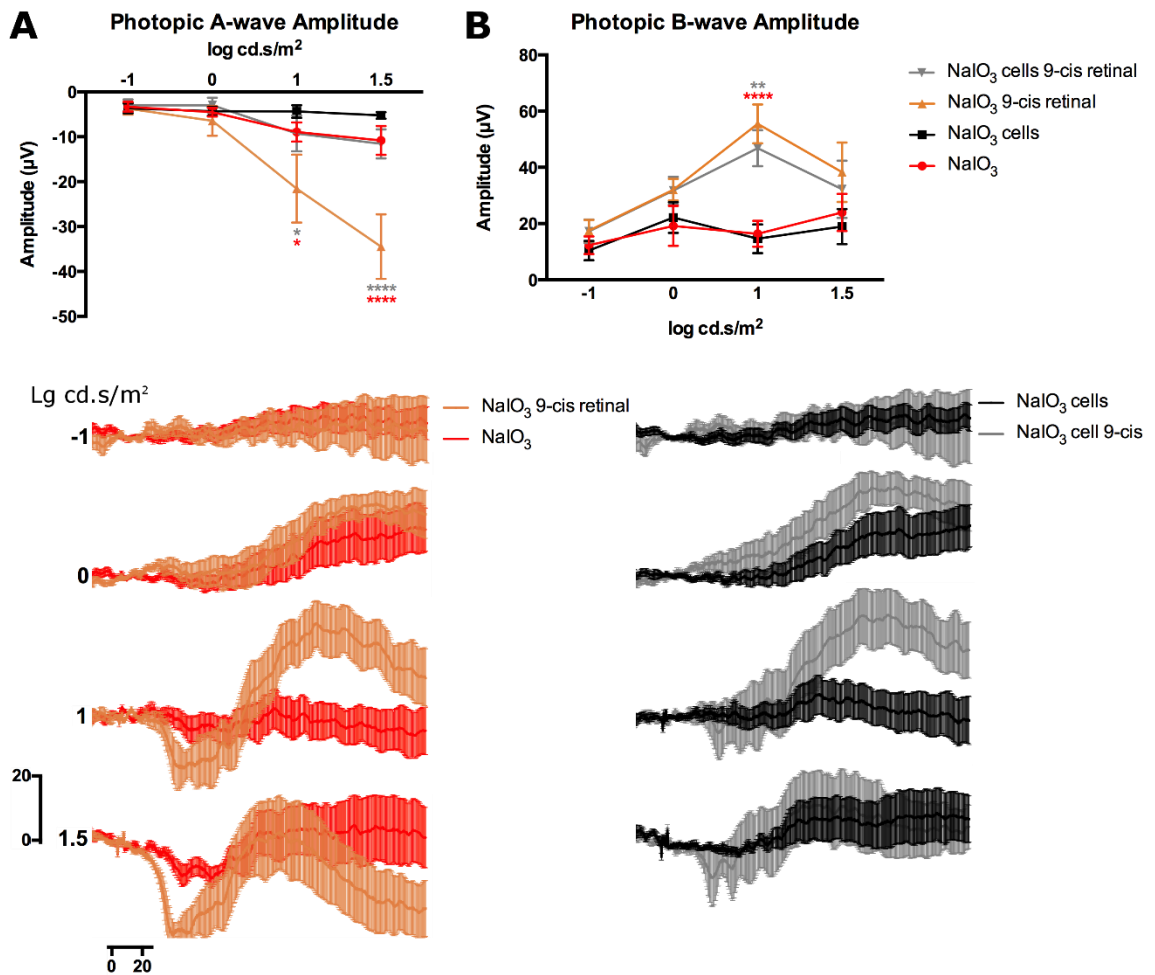 A
Photopic A-wave Amplitude
log cd.s/m²
-1 0 1 1.5
0
-10
-20
-30
-40
-50
Amplitude (µV)
*
*
****
****
B
Photopic B-wave Amplitude
80
60
40
20
0
Amplitude (µV)
**
****
-1 0 1 1.5
log cd.s/m²
NaIO₃ cells 9-cis retinal
NaIO₃ 9-cis retinal
NaIO₃ cells
NaIO₃
Lg cd.s/m²
-1
0
1
1.5
20
0
0 20
NaIO₃ 9-cis retinal
NaIO₃
NaIO₃ cells
NaIO₃ cell 9-cis